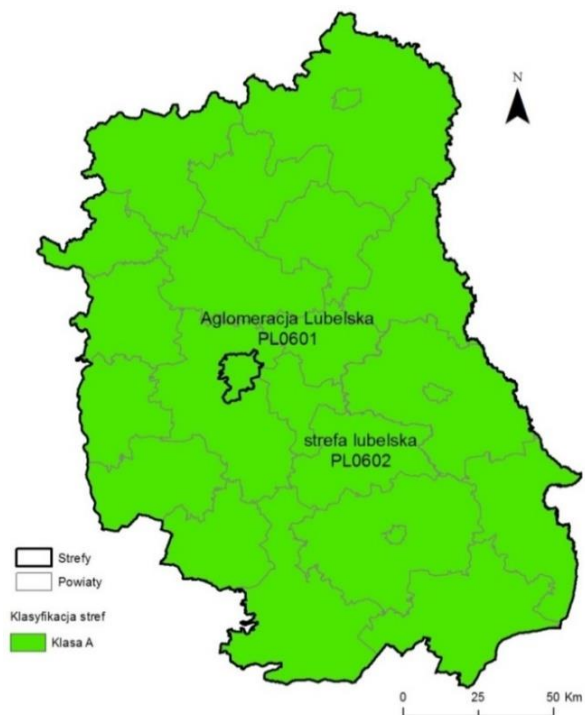 N
Aglomeracja Lubelska
PL0601
strefa lubelska
PL0602
Strefy
Powiaty
Klasyfikacja stref
Klasa A
0 25 50 Km